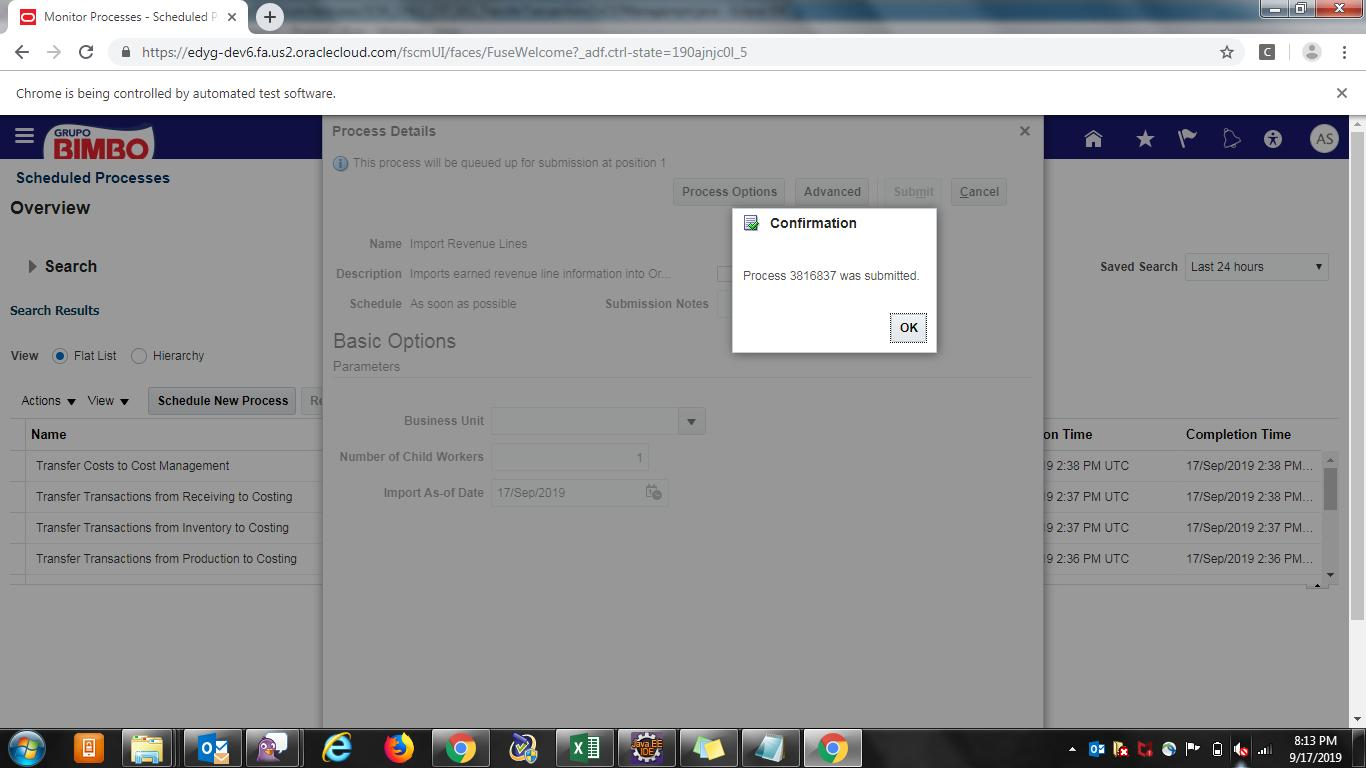 Monitor Processes - Scheduled P
https://edyg-dev6.fa.us2.oraclecloud.com/fscmUI/faces/FuseWelcome?_adf.ctrl-state=190ajnjc0l_5
C
Chrome is being controlled by automated test software.
GRUPO
BIMBO
Process Details
AS
This process will be queued up for submission at position 1
Scheduled Processes
Process Options
Advanced
Submit
Cancel
Overview
Confirmation
Name Import Revenue Lines
Search
Saved Search Last 24 hours
Description Imports earned revenue line information into Or...
Process 3816837 was submitted.
Schedule As soon as possible
Submission Notes
Search Results
OK
Basic Options
View Flat List Hierarchy
Parameters
Actions View Schedule New Process Re
Business Unit
Name
on Time
Completion Time
Number of Child Workers 1
Transfer Costs to Cost Management
9 2:38 PM UTC
17/Sep/2019 2:38 PM...
Import As-of Date 17/Sep/2019
Transfer Transactions from Receiving to Costing
9 2:37 PM UTC
17/Sep/2019 2:38 PM...
Transfer Transactions from Inventory to Costing
9 2:37 PM UTC
17/Sep/2019 2:37 PM...
Transfer Transactions from Production to Costing
9 2:36 PM UTC
17/Sep/2019 2:36 PM...
Java EE
IDE
8:13 PM
9/17/2019